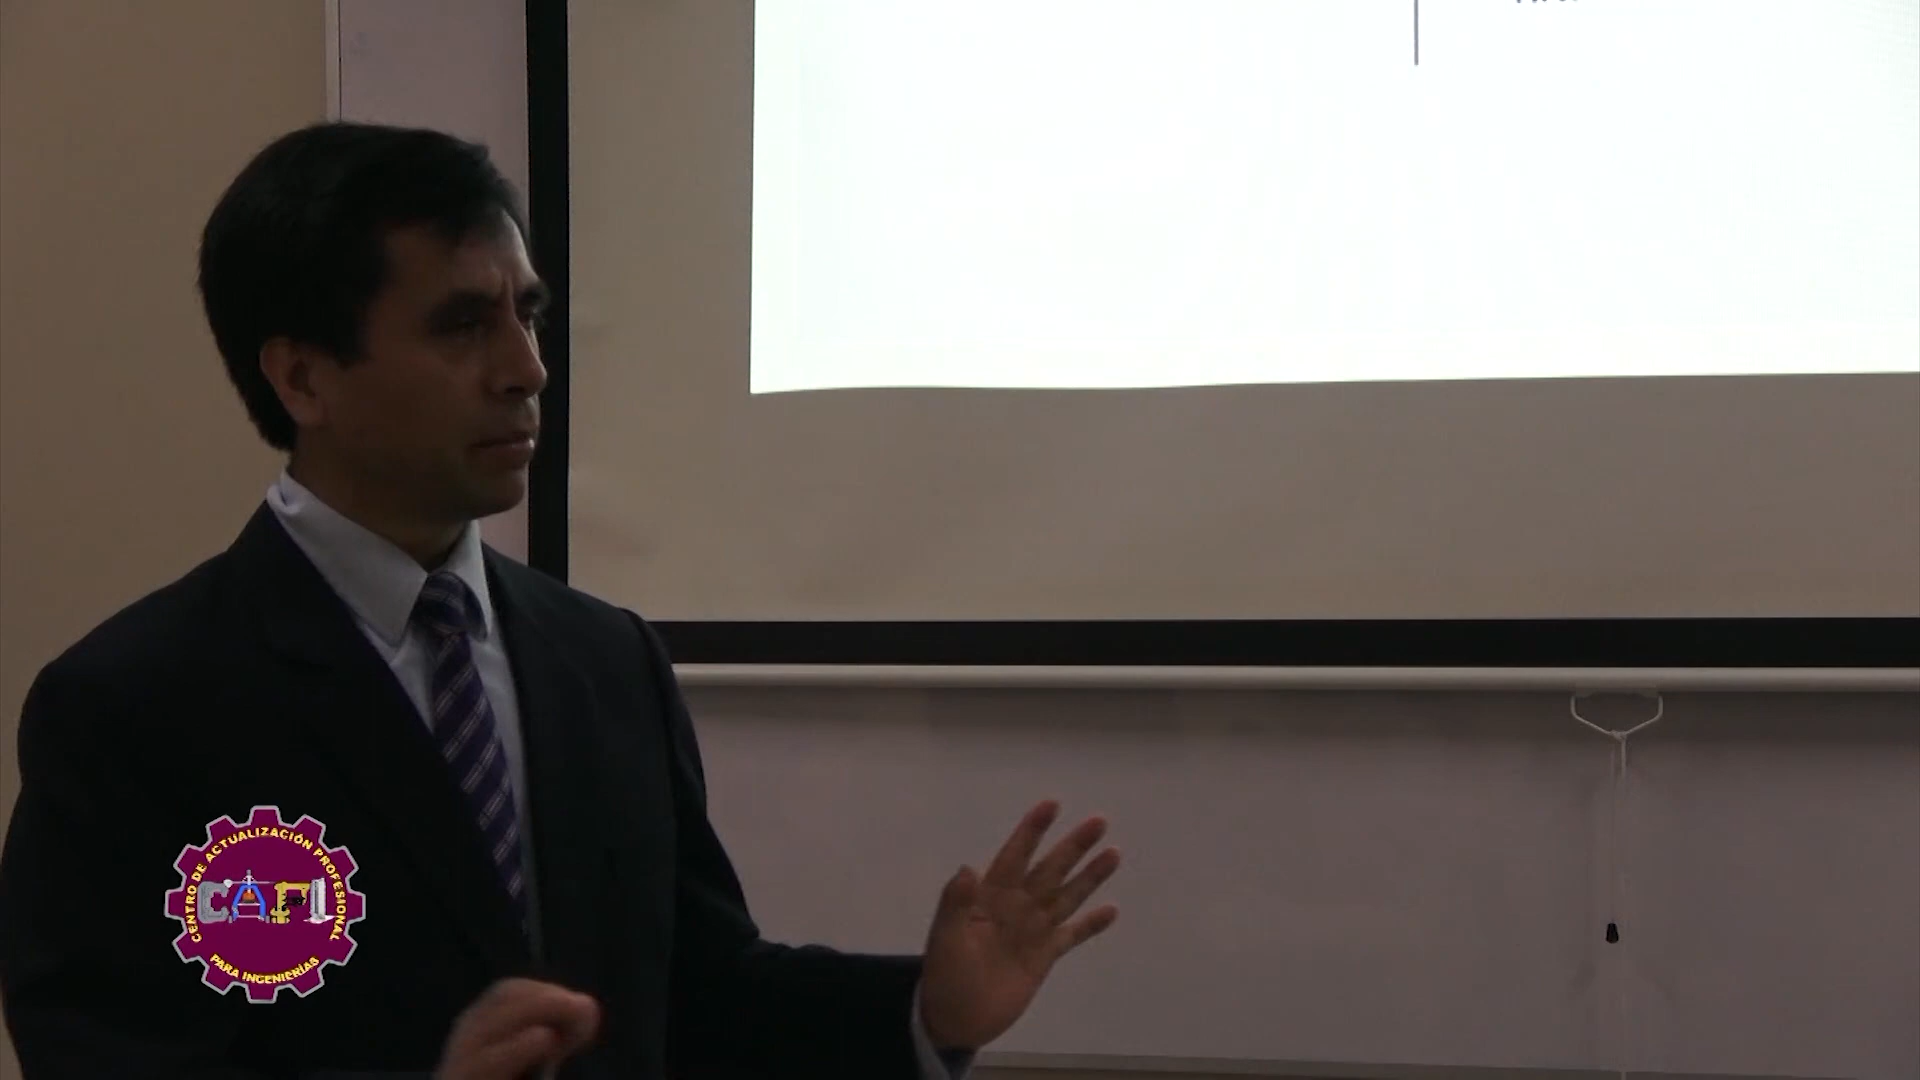 CENTRO DE ACTUALIZACIÓN PROFESIONAL
CAPI
PARA INGENIERÍAS